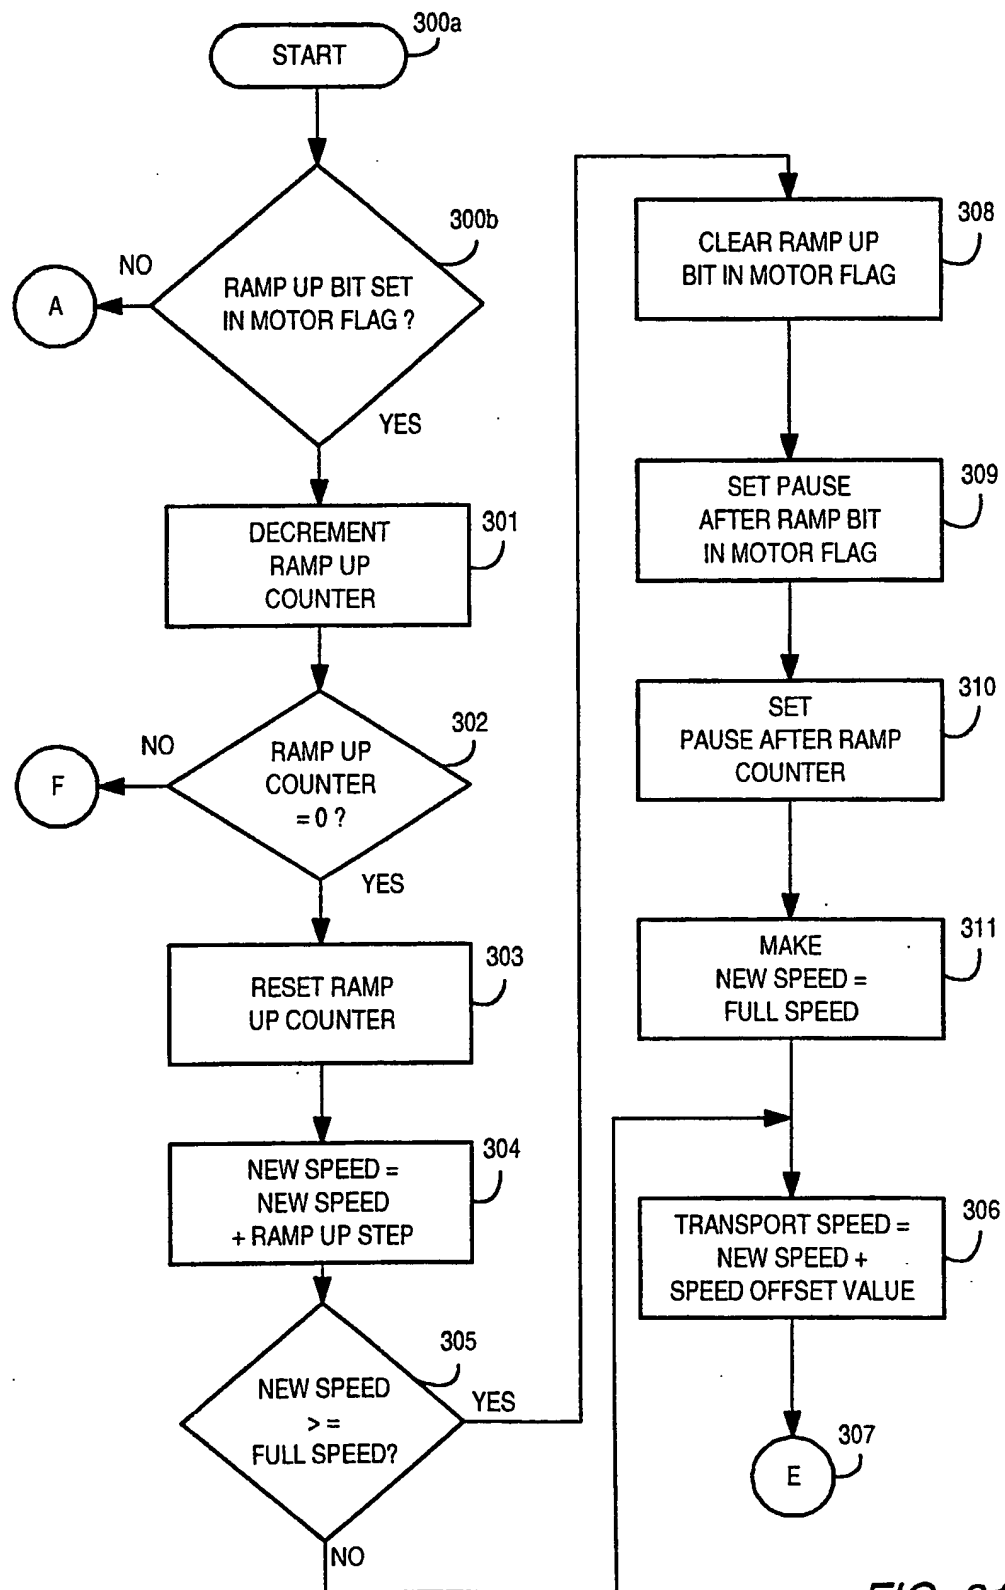 START
300a
300b
NO
A
RAMP UP BIT SET
IN MOTOR FLAG ?
YES
DECREMENT
RAMP UP
COUNTER
301
302
NO
F
RAMP UP
COUNTER
= 0 ?
YES
RESET RAMP
UP COUNTER
303
NEW SPEED =
NEW SPEED
+ RAMP UP STEP
304
305
NEW SPEED
> =
FULL SPEED?
YES
NO
CLEAR RAMP UP
BIT IN MOTOR FLAG
308
SET PAUSE
AFTER RAMP BIT
IN MOTOR FLAG
309
SET
PAUSE AFTER RAMP
COUNTER
310
MAKE
NEW SPEED =
FULL SPEED
311
TRANSPORT SPEED =
NEW SPEED +
SPEED OFFSET VALUE
306
E
307